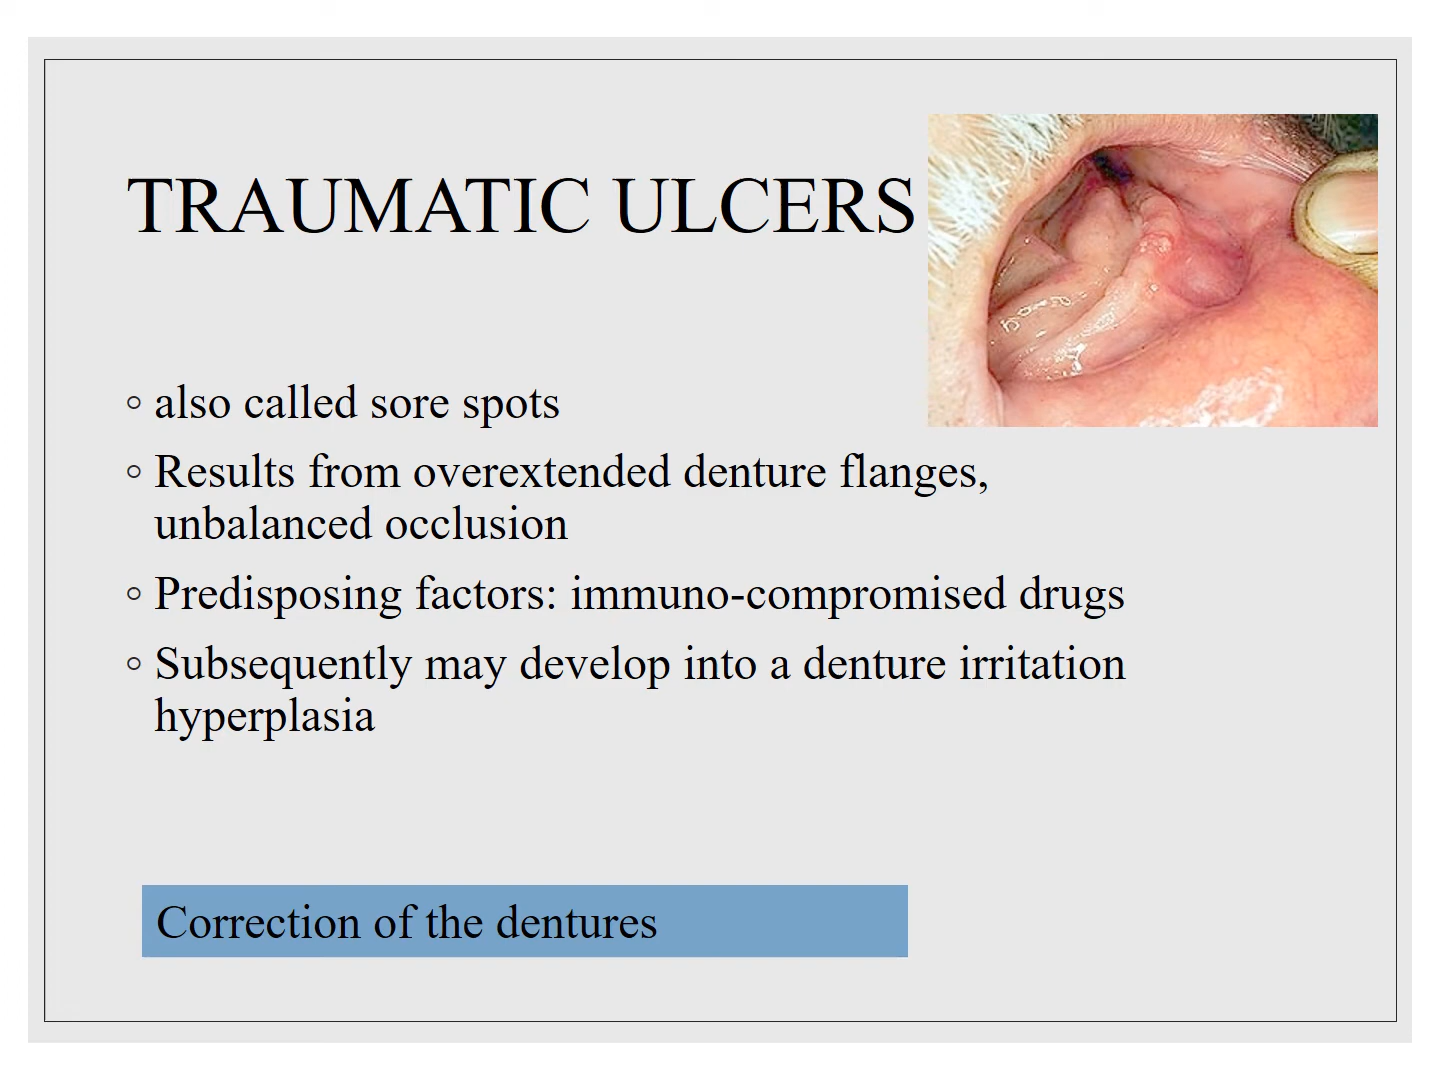 TRAUMATIC ULCERS
◦ also called sore spots
◦ Results from overextended denture flanges,
unbalanced occlusion
◦ Predisposing factors: immuno-compromised drugs
◦ Subsequently may develop into a denture irritation
hyperplasia
Correction of the dentures